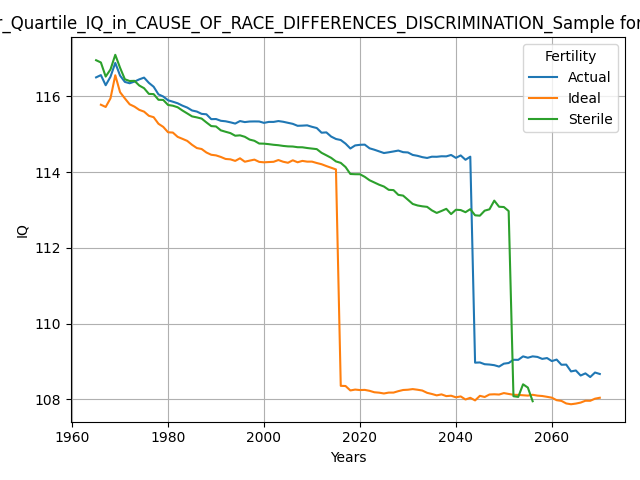 r_Quartile_IQ_in_CAUSE_OF_RACE_DIFFERENCES_DISCRIMINATION_Sample for
Fertility
Actual
Ideal
Sterile
IQ
116
114
112
110
108
1960 1980 2000 2020 2040 2060
Years